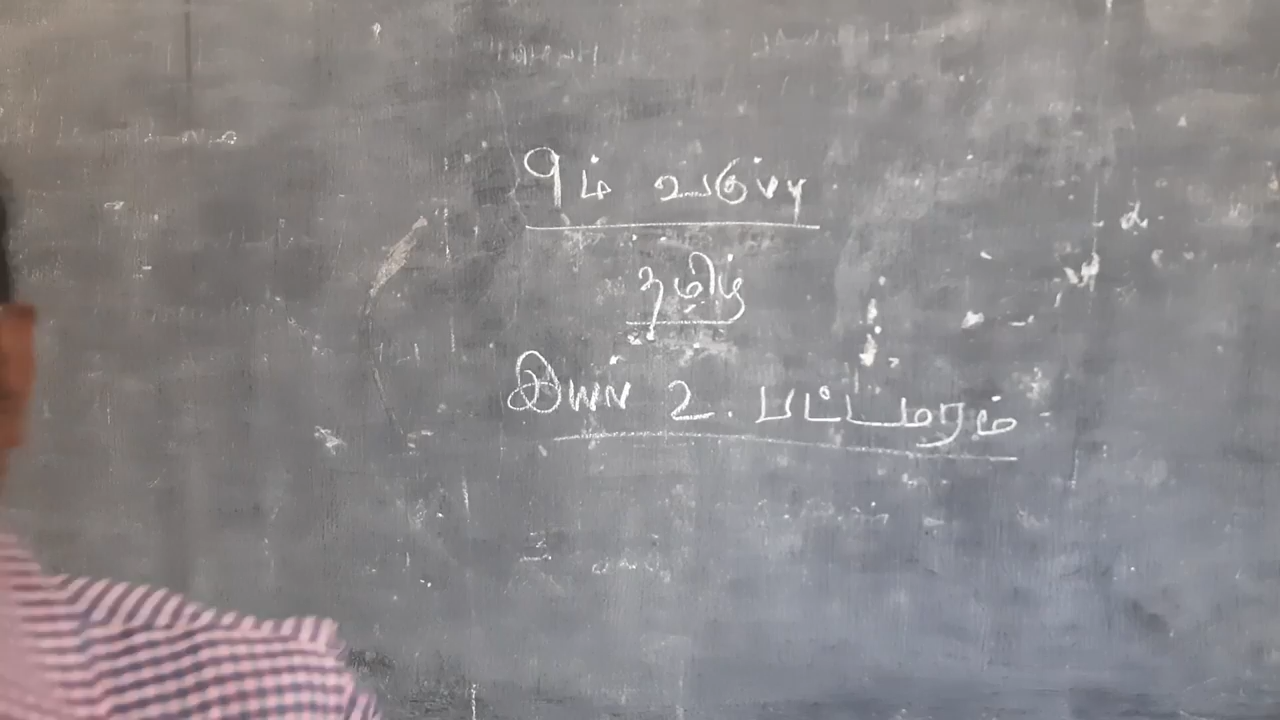 9ம் வகுப்பு
தமிழ்
இயல் 2. பட்டமரம்